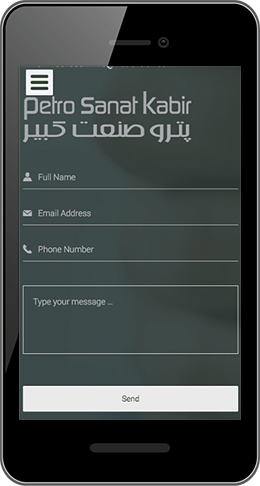 Petro Sanat Kabir
پترو صنعت کبیر
Full Name
Email Address
Phone Number
Type your message ...
Send